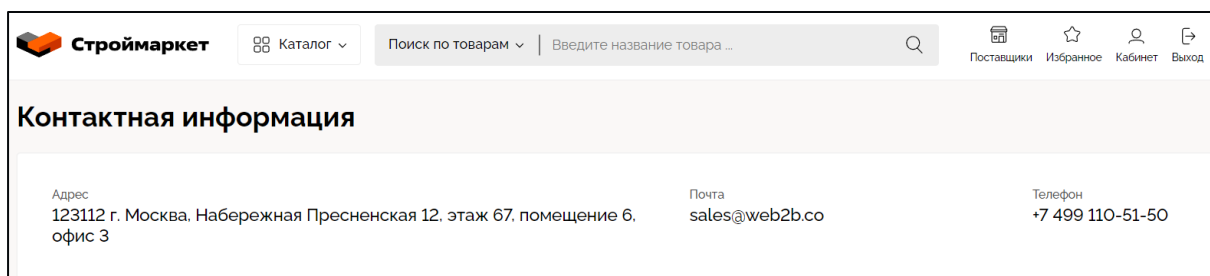 Строймаркет
Каталог
Поиск по товарам
Введите название товара ...
Поставщики
Избранное
Кабинет
Выход
Контактная информация
Адрес
123112 г. Москва, Набережная Пресненская 12, этаж 67, помещение 6,
офис 3
Почта
sales@web2b.co
Телефон
+7 499 110-51-50